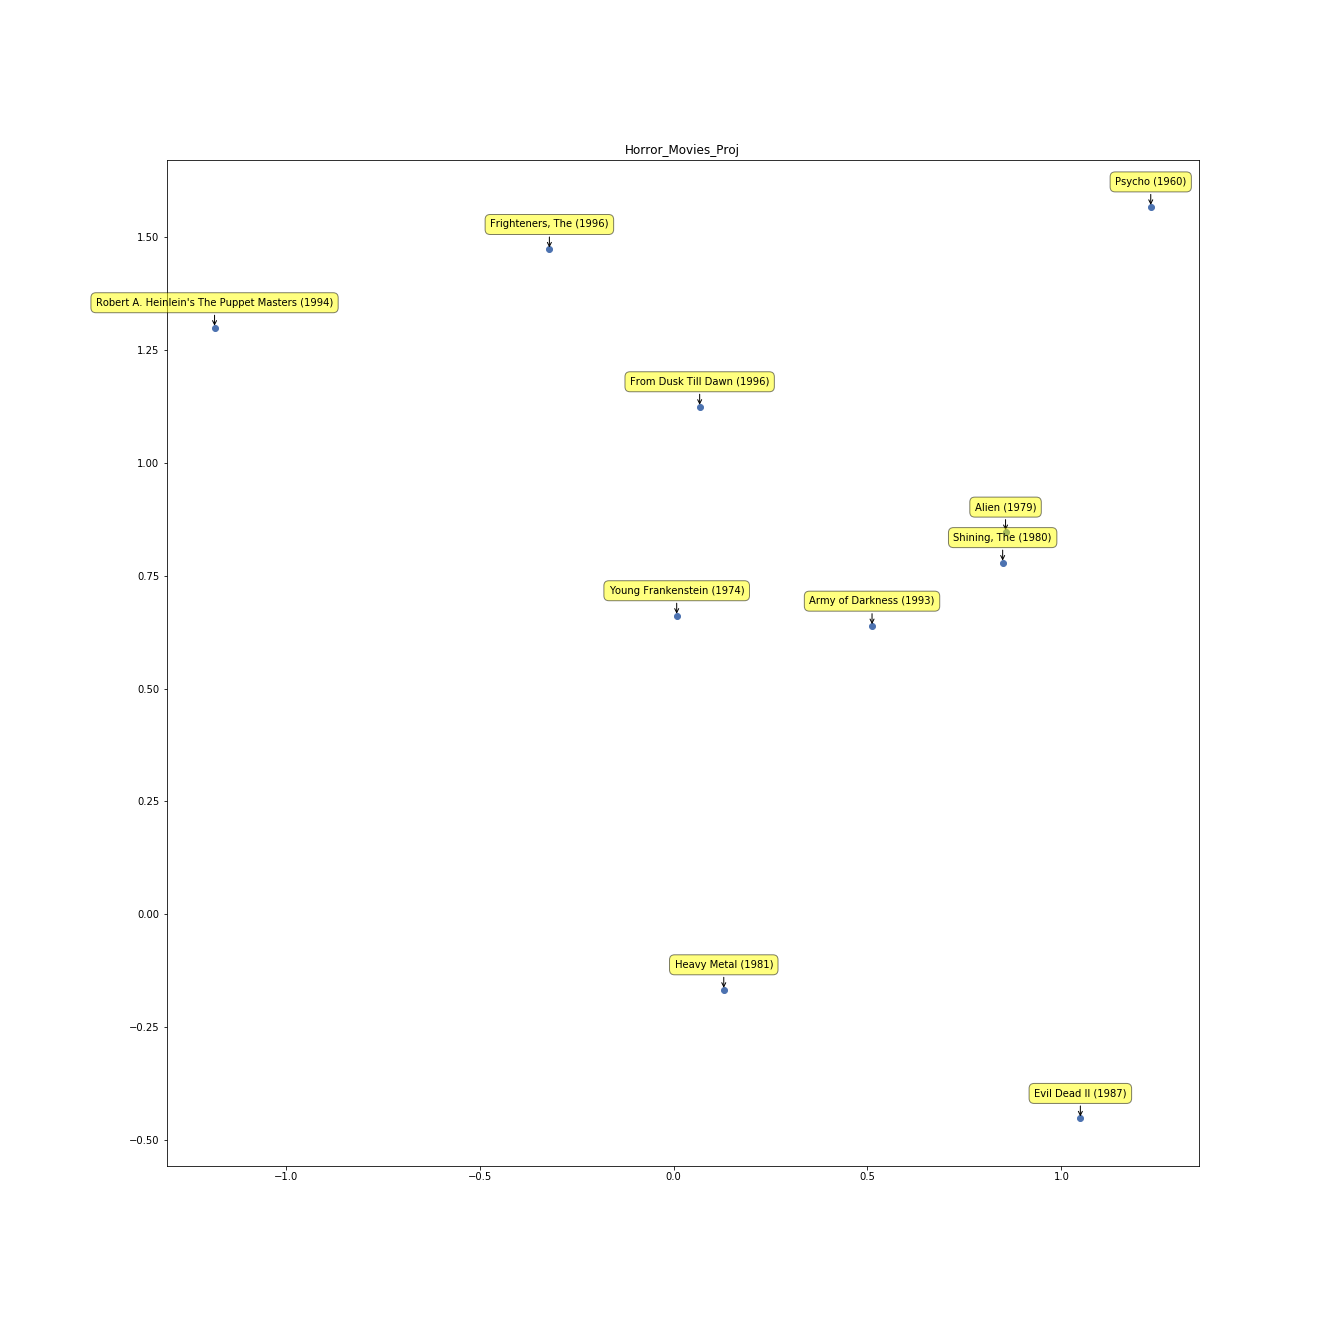 Horror_Movies_Proj
Psycho (1960)
Frighteners, The (1996)
1.50
Robert A. Heinlein's The Puppet Masters (1994)
1.25
From Dusk Till Dawn (1996)
1.00
Alien (1979)
Shining, The (1980)
0.75
Young Frankenstein (1974)
Army of Darkness (1993)
0.50
0.25
0.00
Heavy Metal (1981)
−0.25
Evil Dead II (1987)
−0.50
−1.0 −0.5 0.0 0.5 1.0